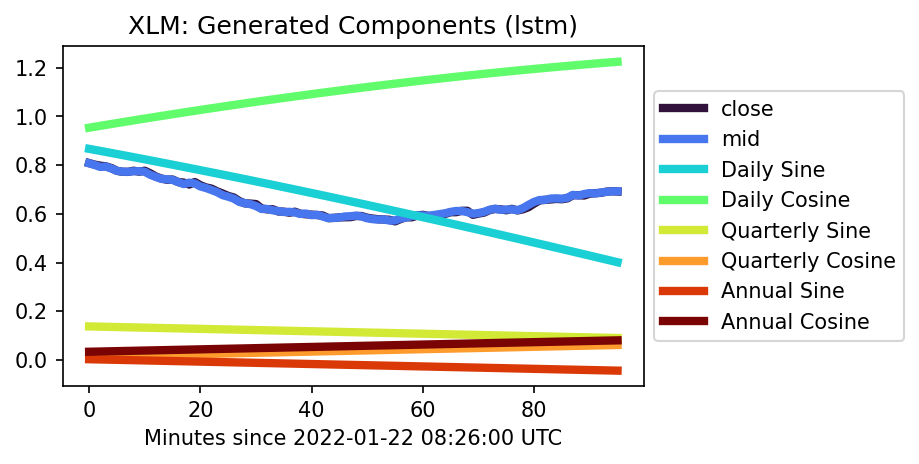 XLM: Generated Components (lstm)
1.2
1.0
0.8
0.6
0.4
0.2
0.0
0 20 40 60 80
Minutes since 2022-01-22 08:26:00 UTC
close
mid
Daily Sine
Daily Cosine
Quarterly Sine
Quarterly Cosine
Annual Sine
Annual Cosine